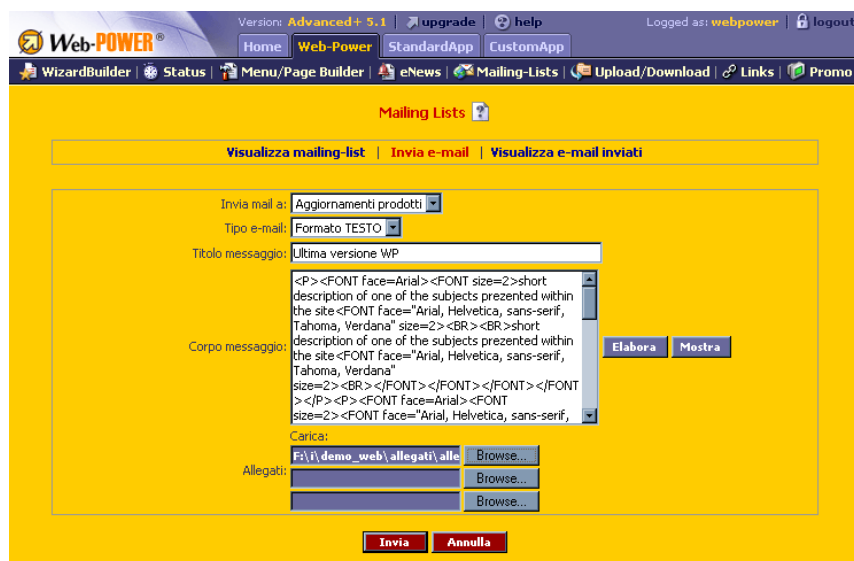 Version: Advanced+ 5.1 | upgrade | help Logged as: webpower | logout
Web-POWER® Home Web-Power StandardApp CustomApp
WizardBuilder | Status | Menu/Page Builder | eNews | Mailing-Lists | Upload/Download | Links | Promo
Mailing Lists ?
Visualizza mailing-list | Invia e-mail | Visualizza e-mail inviati
Invia mail a: Aggiornamenti prodotti
Tipo e-mail: Formato TESTO
Titolo messaggio: Ultima versione WP
<P><FONT face=Arial><FONT size=2>short
description of one of the subjects prezented within
the site<FONT face="Arial, Helvetica, sans-serif,
Tahoma, Verdana" size=2><BR><BR>short
description of one of the subjects prezented within
Corpo messaggio: the site<FONT face="Arial, Helvetica, sans-serif, Elabora Mostra
Tahoma, Verdana"
size=2><BR></FONT></FONT></FONT></FONT
></P><P><FONT face=Arial><FONT
size=2><FONT face="Arial, Helvetica, sans-serif,
Carica:
F:\i\demo_web\allegati\alle Browse...
Allegati: Browse...
Browse...
Invia Annulla